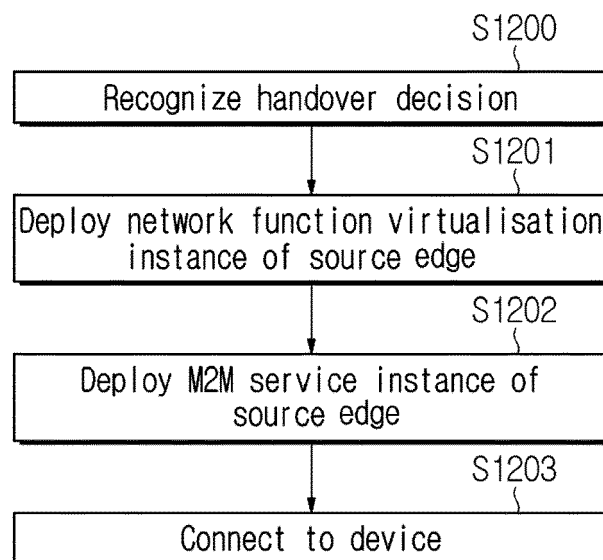 S1200
Recognize handover decision
S1201
Deploy network function virtualisation
instance of source edge
S1202
Deploy M2M service instance of
source edge
S1203
Connect to device